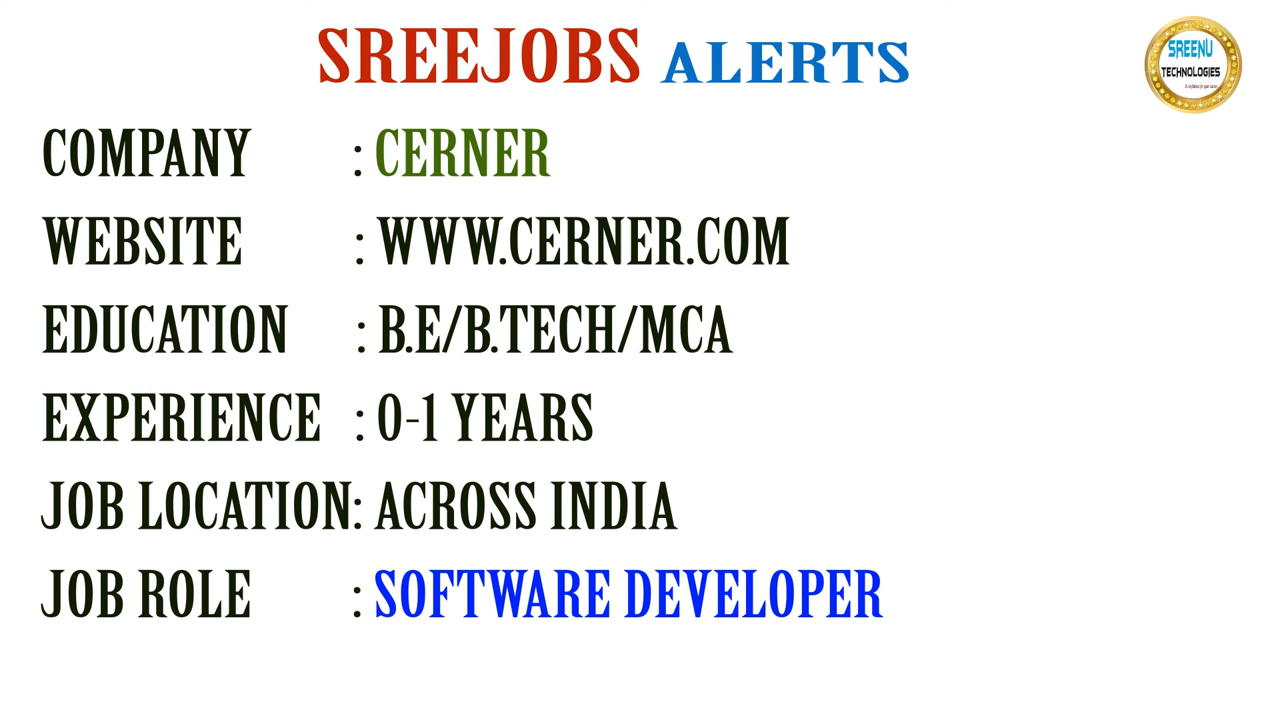 SREEJOBS ALERTS
SREENU
TECHNOLOGIES
COMPANY : CERNER
WEBSITE : WWW.CERNER.COM
EDUCATION : B.E/B.TECH/MCA
EXPERIENCE : 0-1 YEARS
JOB LOCATION: ACROSS INDIA
JOB ROLE : SOFTWARE DEVELOPER